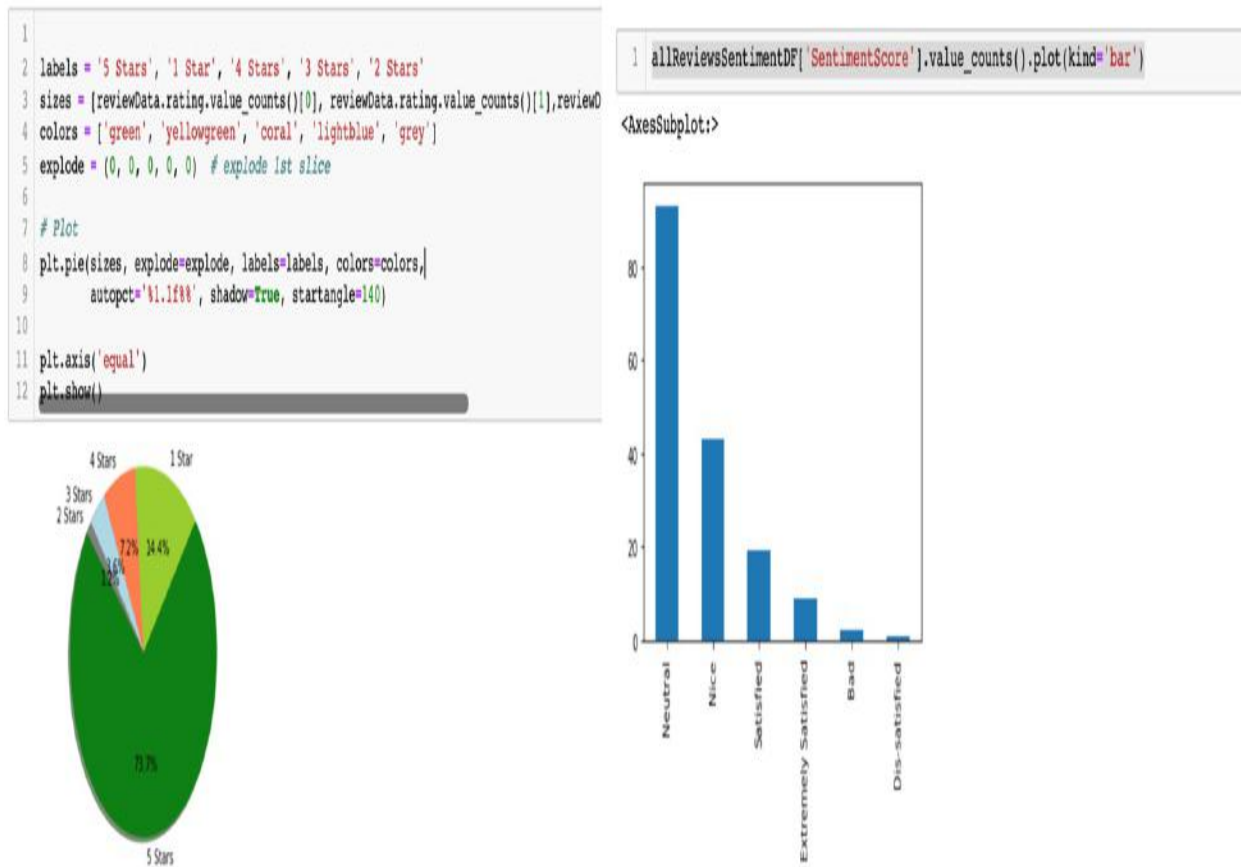 1
2 labels = '5 Stars', '1 Star', '4 Stars', '3 Stars', '2 Stars'
3 sizes = [reviewData.rating.value_counts()[0], reviewData.rating.value_counts()[1],reviewD
4 colors = ['green', 'yellowgreen', 'coral', 'lightblue', 'grey']
5 explode = (0, 0, 0, 0, 0) # explode 1st slice
6
7 # Plot
8 plt.pie(sizes, explode=explode, labels=labels, colors=colors,
9 autopct='%1.1f%%', shadow=True, startangle=140)
10
11 plt.axis('equal')
12 plt.show()
4 Stars
1 Star
3 Stars
2 Stars
7.2%
14.4%
3.6%
1.2%
73.7%
5 Stars
1 allReviewsSentimentDF['SentimentScore'].value_counts().plot(kind='bar')
<AxesSubplot:>
80
60
40
20
0
Neutral
Nice
Satisfied
Extremely Satisfied
Bad
Dis-satisfied